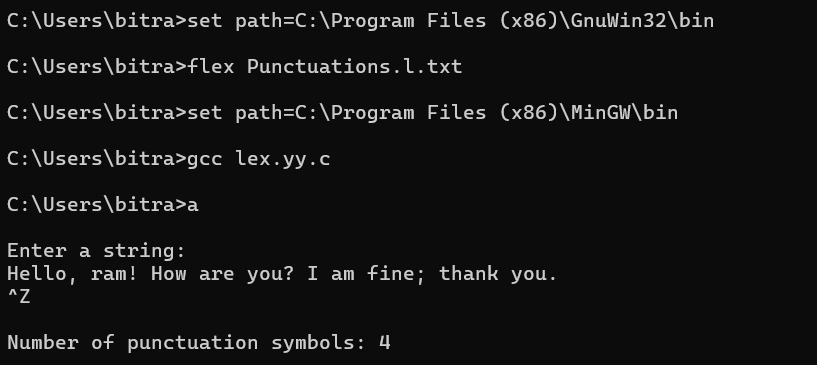 C:\Users\bitra>set path=C:\Program Files (x86)\GnuWin32\bin
C:\Users\bitra>flex Punctuations.l.txt
C:\Users\bitra>set path=C:\Program Files (x86)\MinGW\bin
C:\Users\bitra>gcc lex.yy.c
C:\Users\bitra>a
Enter a string:
Hello, ram! How are you? I am fine; thank you.
^Z
Number of punctuation symbols: 4